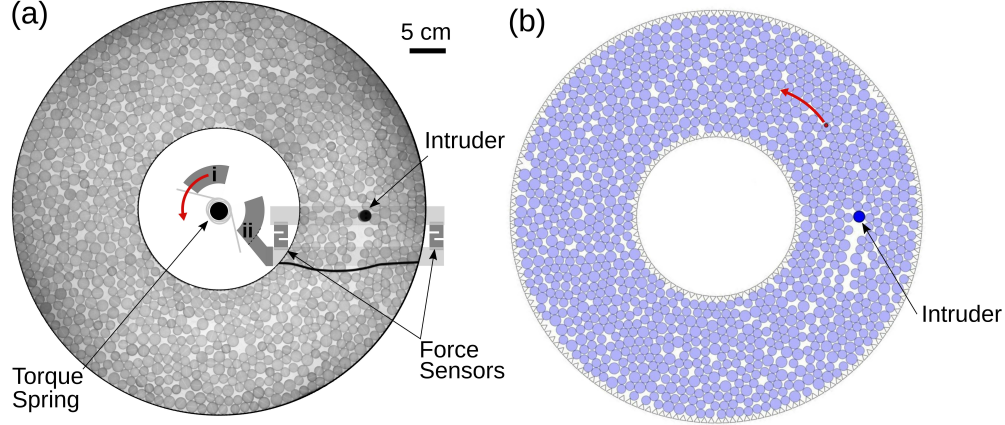 (a)
5 cm
(b)
Intruder
i
ii
Intruder
Force
Sensors
Torque
Spring